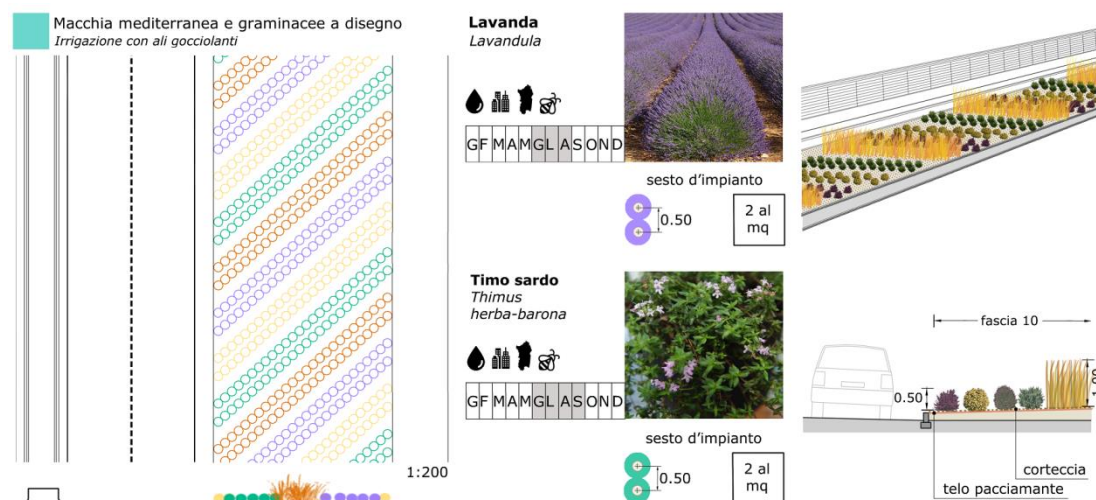 Macchia mediterranea e graminacee a disegno
Irrigazione con ali gocciolanti
1:200
Lavanda
Lavandula
GFMAMGLASOND
sesto d'impianto
0.50
2 al
mq
Timo sardo
Thimus
herba-barona
GFMAMGLASOND
sesto d'impianto
0.50
2 al
mq
fascia 10
0.50
corteccia
telo pacciamante